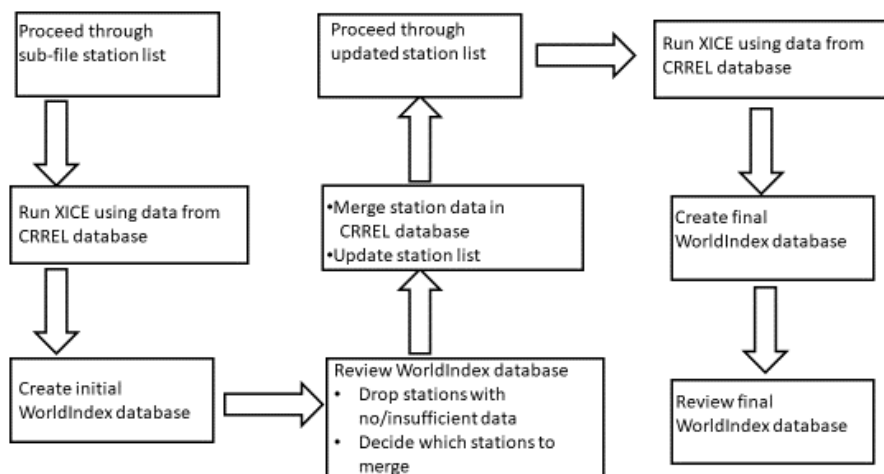 Proceed through
sub-file station list
Run XICE using data from
CRREL database
Create initial
WorldIndex database
Review WorldIndex database
• Drop stations with
no/insufficient data
• Decide which stations to
merge
•Merge station data in
CRREL database
•Update station list
Proceed through
updated station list
Run XICE using data from
CRREL database
Create final
WorldIndex database
Review final
WorldIndex database